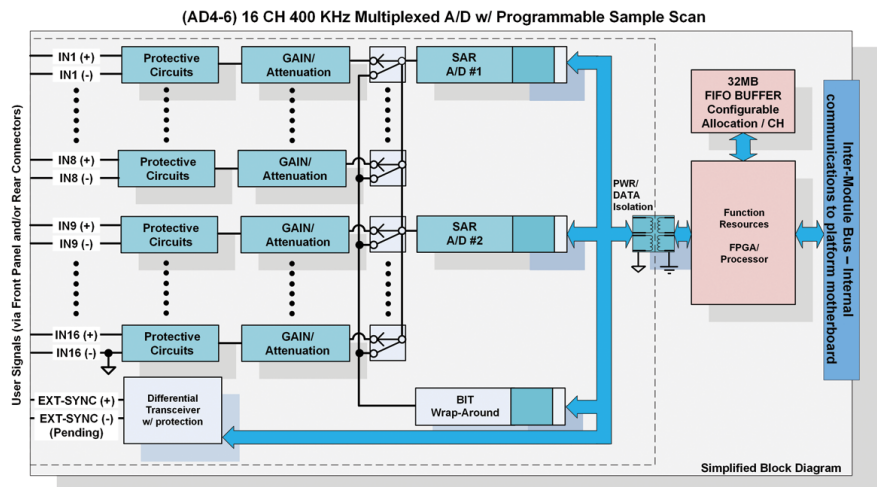 (AD4-6) 16 CH 400 KHz Multiplexed A/D w/ Programmable Sample Scan
User Signals (via Front Panel and/or Rear Connectors)
IN1 (+)
IN1 (-)
Protective
Circuits
GAIN/
Attenuation
SAR
A/D #1
IN8 (+)
IN8 (-)
Protective
Circuits
GAIN/
Attenuation
IN9 (+)
IN9 (-)
Protective
Circuits
GAIN/
Attenuation
SAR
A/D #2
IN16 (+)
IN16 (-)
Protective
Circuits
GAIN/
Attenuation
EXT-SYNC (+)
EXT-SYNC (-)
(Pending)
Differential
Transceiver
w/ protection
BIT
Wrap-Around
PWR/
DATA
Isolation
32MB
FIFO BUFFER
Configurable
Allocation / CH
Function
Resources
FPGA/
Processor
Inter-Module Bus – Internal
communications to platform motherboard
Simplified Block Diagram